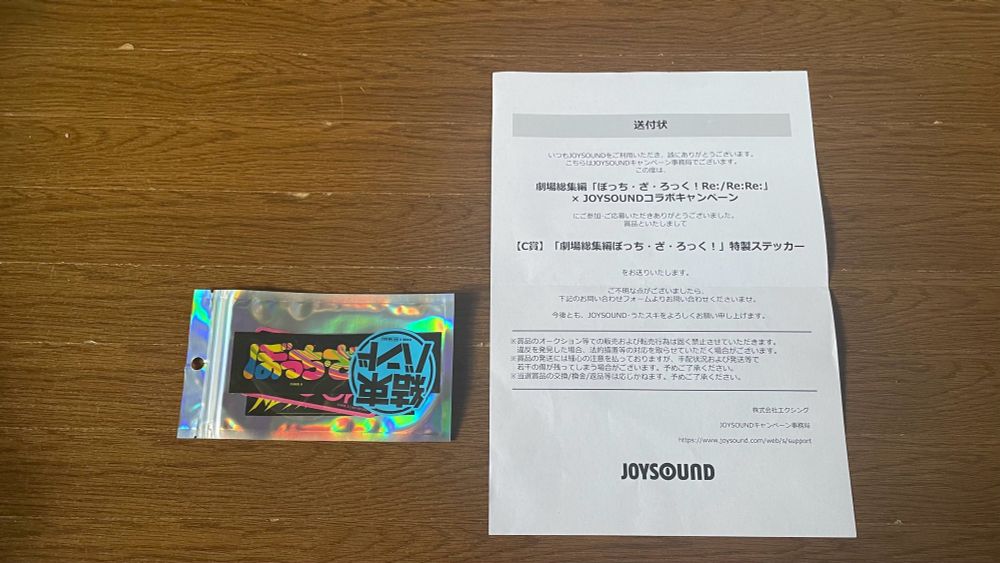 ぼっち・ざ
結束
バンド
送付状
いつもJOYSOUNDをご利用いただき、誠にありがとうございます。
こちらはJOYSOUNDキャンペーン事務局でございます。
この度は、
劇場総集編「ぼっち・ざ・ろっく！Re:/Re:Re:」
× JOYSOUNDコラボキャンペーン
にご参加·ご応募いただきありがとうございました。
賞品といたしまして
【C賞】「劇場総集編ぼっち・ざ・ろっく！」特製ステッカー
をお送りいたします。
ご不明な点がございましたら、
下記のお問い合わせフォームよりお問い合わせくださいませ。
今後とも、JOYSOUND･うたスキをよろしくお願い申し上げます。
※賞品のオークション等での販売および転売行為は固く禁止させていただきます。
違反を発見した場合、法的措置等の対応を取らせていただく場合がございます。
※賞品の発送には細心の注意を払っておりますが、手配状況および発送等で
若干の傷が残ってしまう場合がございます。予めご了承ください。
※当選賞品の交換/換金/返品等は応じかねます。予めご了承ください。
株式会社エクシング
JOYSOUNDキャンペーン事務局
https://www.joysound.com/web/s/support
JOYSOUND